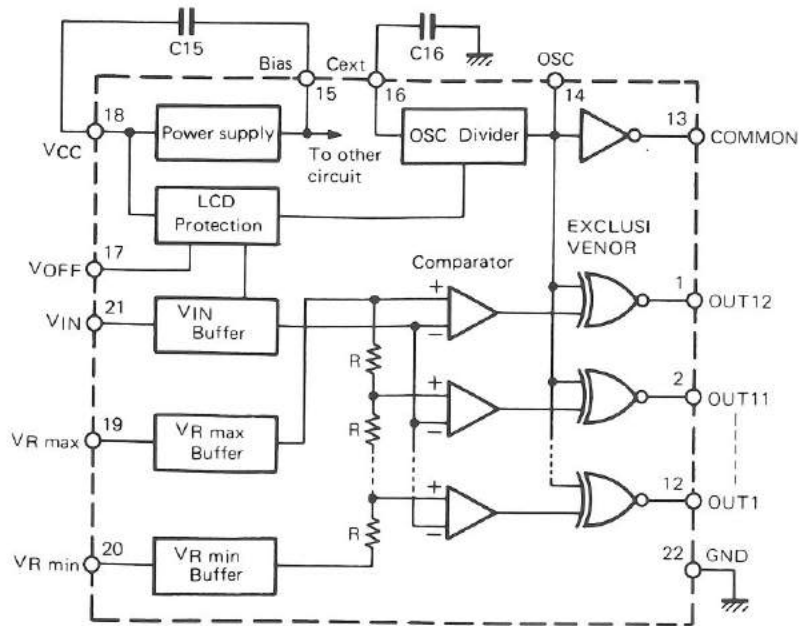 C15
C16
Bias
Cext
OSC
15
16
14
18
VCC
Power supply
To other
circuit
OSC Divider
13
COMMON
LCD
Protection
17
VOFF
EXCLUSI
VENOR
Comparator
21
VIN
VIN
Buffer
+
−
1
OUT12
R
+
−
2
OUT11
19
VR max
VR max
Buffer
R
+
−
12
OUT1
R
20
VR min
VR min
Buffer
22
GND